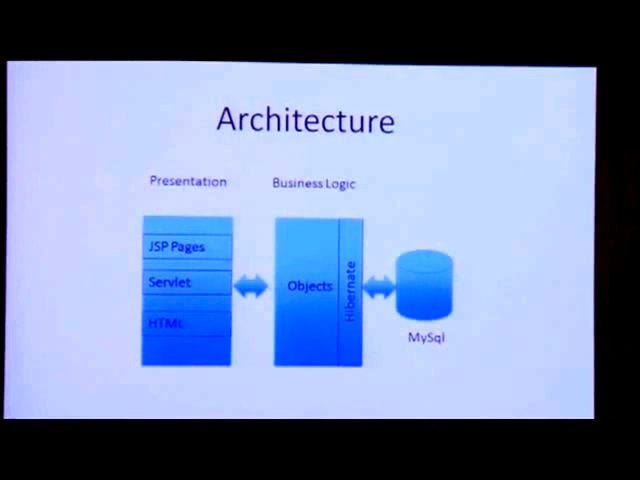 Architecture
Presentation
Business Logic
JSP Pages
Servlet
HTML
Objects
Hibernate
MySql